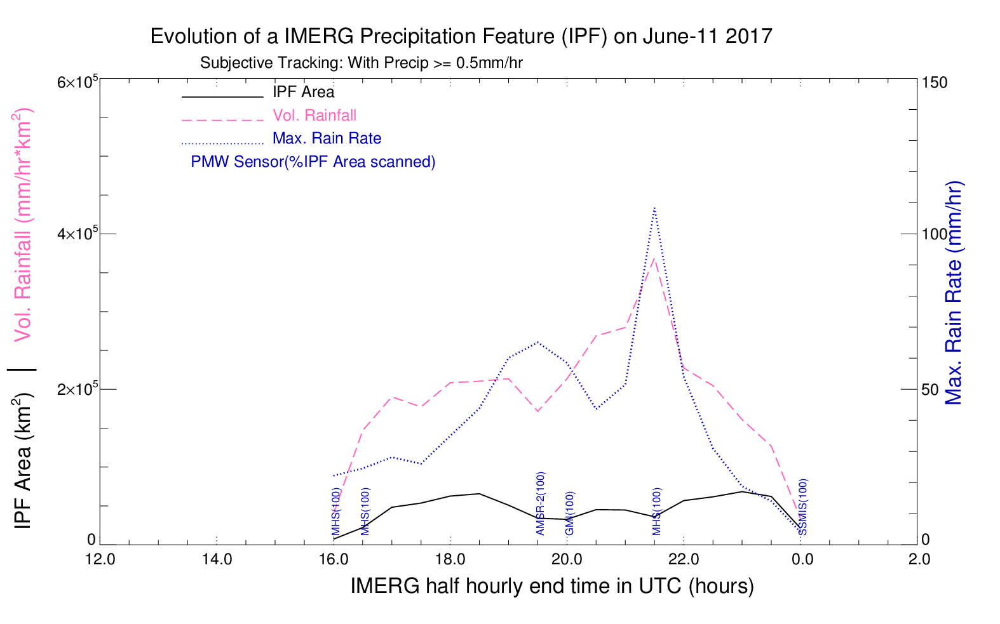 Evolution of a IMERG Precipitation Feature (IPF) on June-11 2017
Subjective Tracking: With Precip >= 0.5mm/hr
IPF Area
Vol. Rainfall
Max. Rain Rate
PMW Sensor(%IPF Area scanned)
6×10⁵
4×10⁵
2×10⁵
0
IPF Area (km²) | Vol. Rainfall (mm/hr*km²)
150
100
50
0
Max. Rain Rate (mm/hr)
MHS(100)
MHS(100)
AMSR-2(100)
GMI(100)
MHS(100)
SSMIS(100)
12.0 14.0 16.0 18.0 20.0 22.0 0.0 2.0
IMERG half hourly end time in UTC (hours)